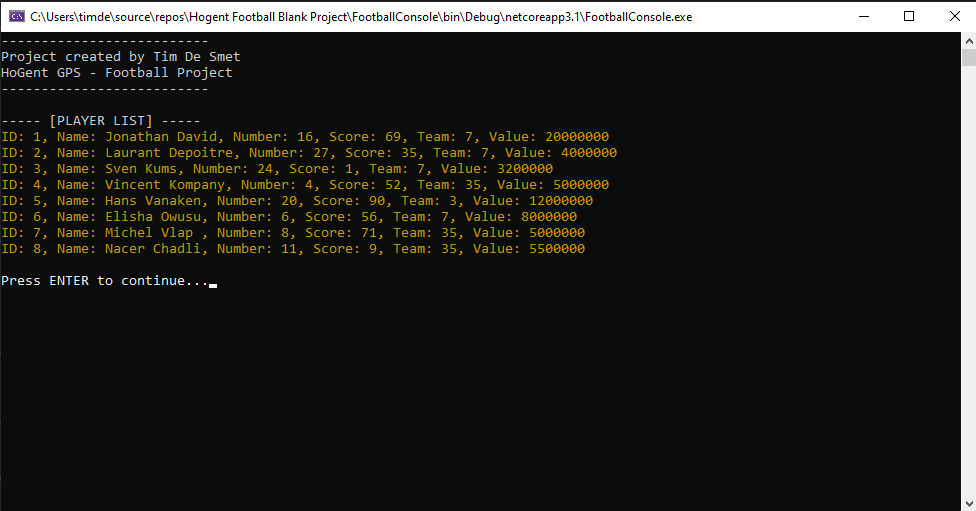 C:\Users\timde\source\repos\Hogent Football Blank Project\FootballConsole\bin\Debug\netcoreapp3.1\FootballConsole.exe
--------------------------
Project created by Tim De Smet
HoGent GPS - Football Project
--------------------------
----- [PLAYER LIST] -----
ID: 1, Name: Jonathan David, Number: 16, Score: 69, Team: 7, Value: 20000000
ID: 2, Name: Laurant Depoitre, Number: 27, Score: 35, Team: 7, Value: 4000000
ID: 3, Name: Sven Kums, Number: 24, Score: 1, Team: 7, Value: 3200000
ID: 4, Name: Vincent Kompany, Number: 4, Score: 52, Team: 35, Value: 5000000
ID: 5, Name: Hans Vanaken, Number: 20, Score: 90, Team: 3, Value: 12000000
ID: 6, Name: Elisha Owusu, Number: 6, Score: 56, Team: 7, Value: 8000000
ID: 7, Name: Michel Vlap , Number: 8, Score: 71, Team: 35, Value: 5000000
ID: 8, Name: Nacer Chadli, Number: 11, Score: 9, Team: 35, Value: 5500000
Press ENTER to continue...